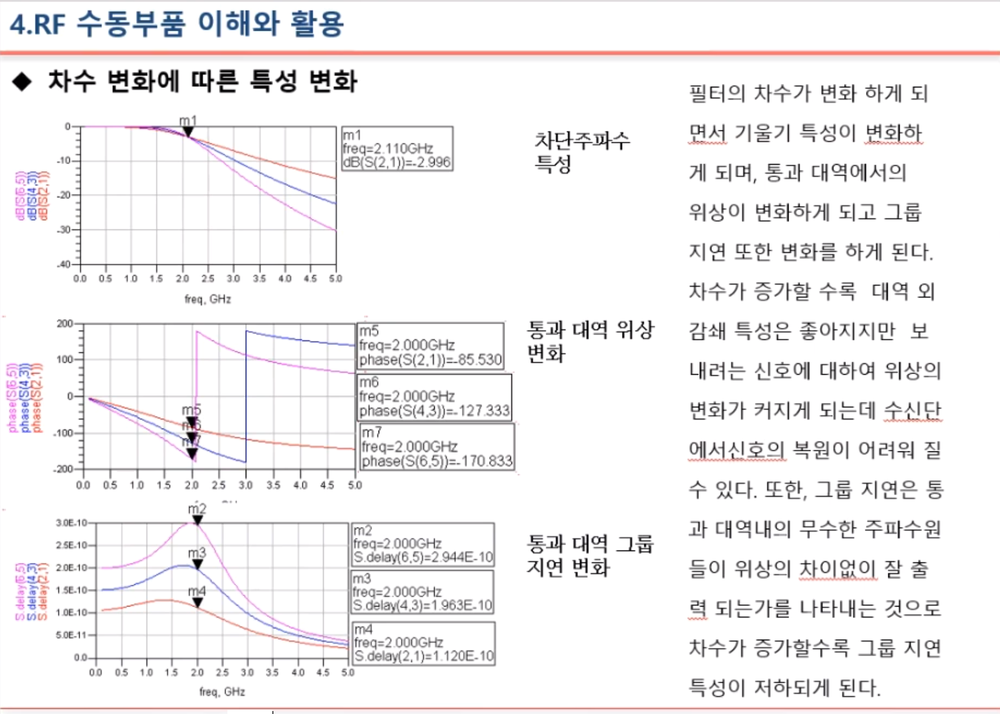 4.RF 수동부품 이해와 활용
◆ 차수 변화에 따른 특성 변화
m1
0
-10
-20
-30
-40
dB(S(6,5))
dB(S(4,3))
dB(S(2,1))
0.0 0.5 1.0 1.5 2.0 2.5 3.0 3.5 4.0 4.5 5.0
freq, GHz
m1
freq=2.110GHz
dB(S(2,1))=-2.996
차단주파수
특성
200
100
0
-100
-200
phase(S(6,5))
phase(S(4,3))
phase(S(2,1))
m5
m6
m7
0.0 0.5 1.0 1.5 2.0 2.5 3.0 3.5 4.0 4.5 5.0
m5
freq=2.000GHz
phase(S(2,1))=-85.530
m6
freq=2.000GHz
phase(S(4,3))=-127.333
m7
freq=2.000GHz
phase(S(6,5))=-170.833
통과 대역 위상
변화
m2
m3
m4
3.0E-10
2.5E-10
2.0E-10
1.5E-10
1.0E-10
5.0E-11
0.0
S.delay(6,5)
S.delay(4,3)
S.delay(2,1)
0.0 0.5 1.0 1.5 2.0 2.5 3.0 3.5 4.0 4.5 5.0
freq, GHz
m2
freq=2.000GHz
S.delay(6,5)=2.944E-10
m3
freq=2.000GHz
S.delay(4,3)=1.963E-10
m4
freq=2.000GHz
S.delay(2,1)=1.120E-10
통과 대역 그룹
지연 변화
필터의 차수가 변화 하게 되
면서 기울기 특성이 변화하
게 되며, 통과 대역에서의
위상이 변화하게 되고 그룹
지연 또한 변화를 하게 된다.
차수가 증가할 수록 대역 외
감쇄 특성은 좋아지지만 보
내려는 신호에 대하여 위상의
변화가 커지게 되는데 수신단
에서신호의 복원이 어려워 질
수 있다. 또한, 그룹 지연은 통
과 대역내의 무수한 주파수원
들이 위상의 차이없이 잘 출
력 되는가를 나타내는 것으로
차수가 증가할수록 그룹 지연
특성이 저하되게 된다.